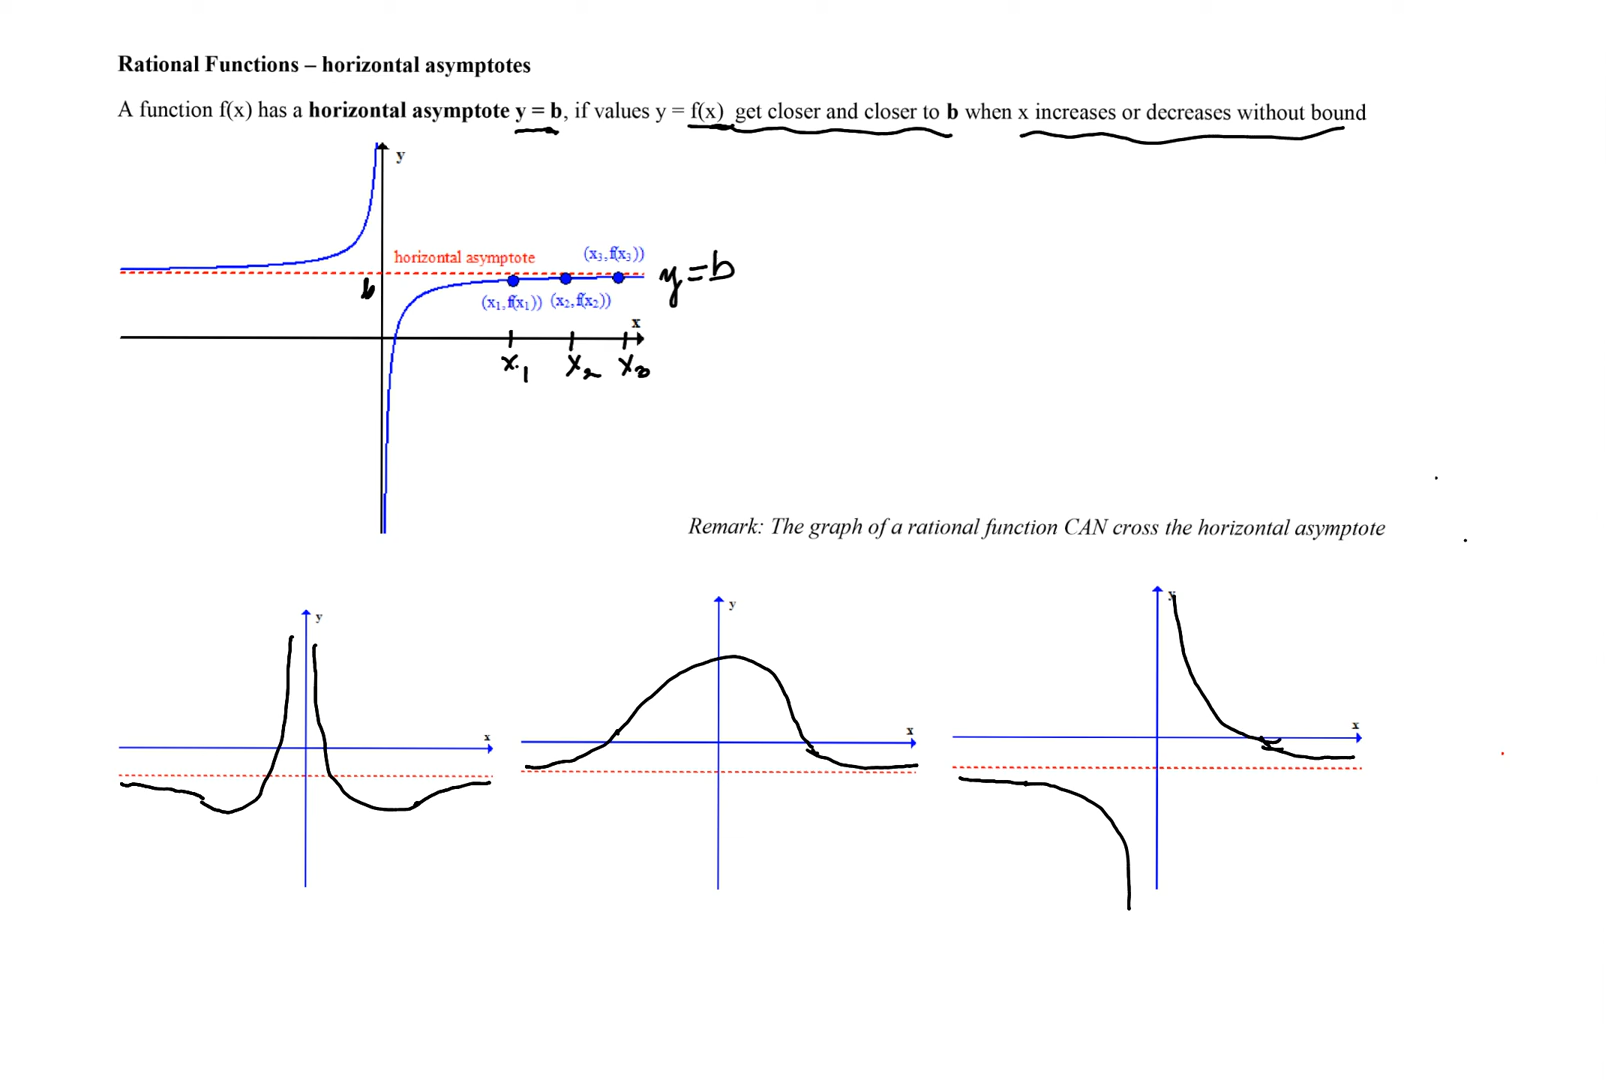 Rational Functions – horizontal asymptotes
A function f(x) has a horizontal asymptote y = b, if values y = f(x) get closer and closer to b when x increases or decreases without bound
y
horizontal asymptote
(x₃,f(x₃))
y=b
b
(x₁,f(x₁)) (x₂,f(x₂))
x
x₁ x₂ x₃
Remark: The graph of a rational function CAN cross the horizontal asymptote
y
y
y
x
x
x